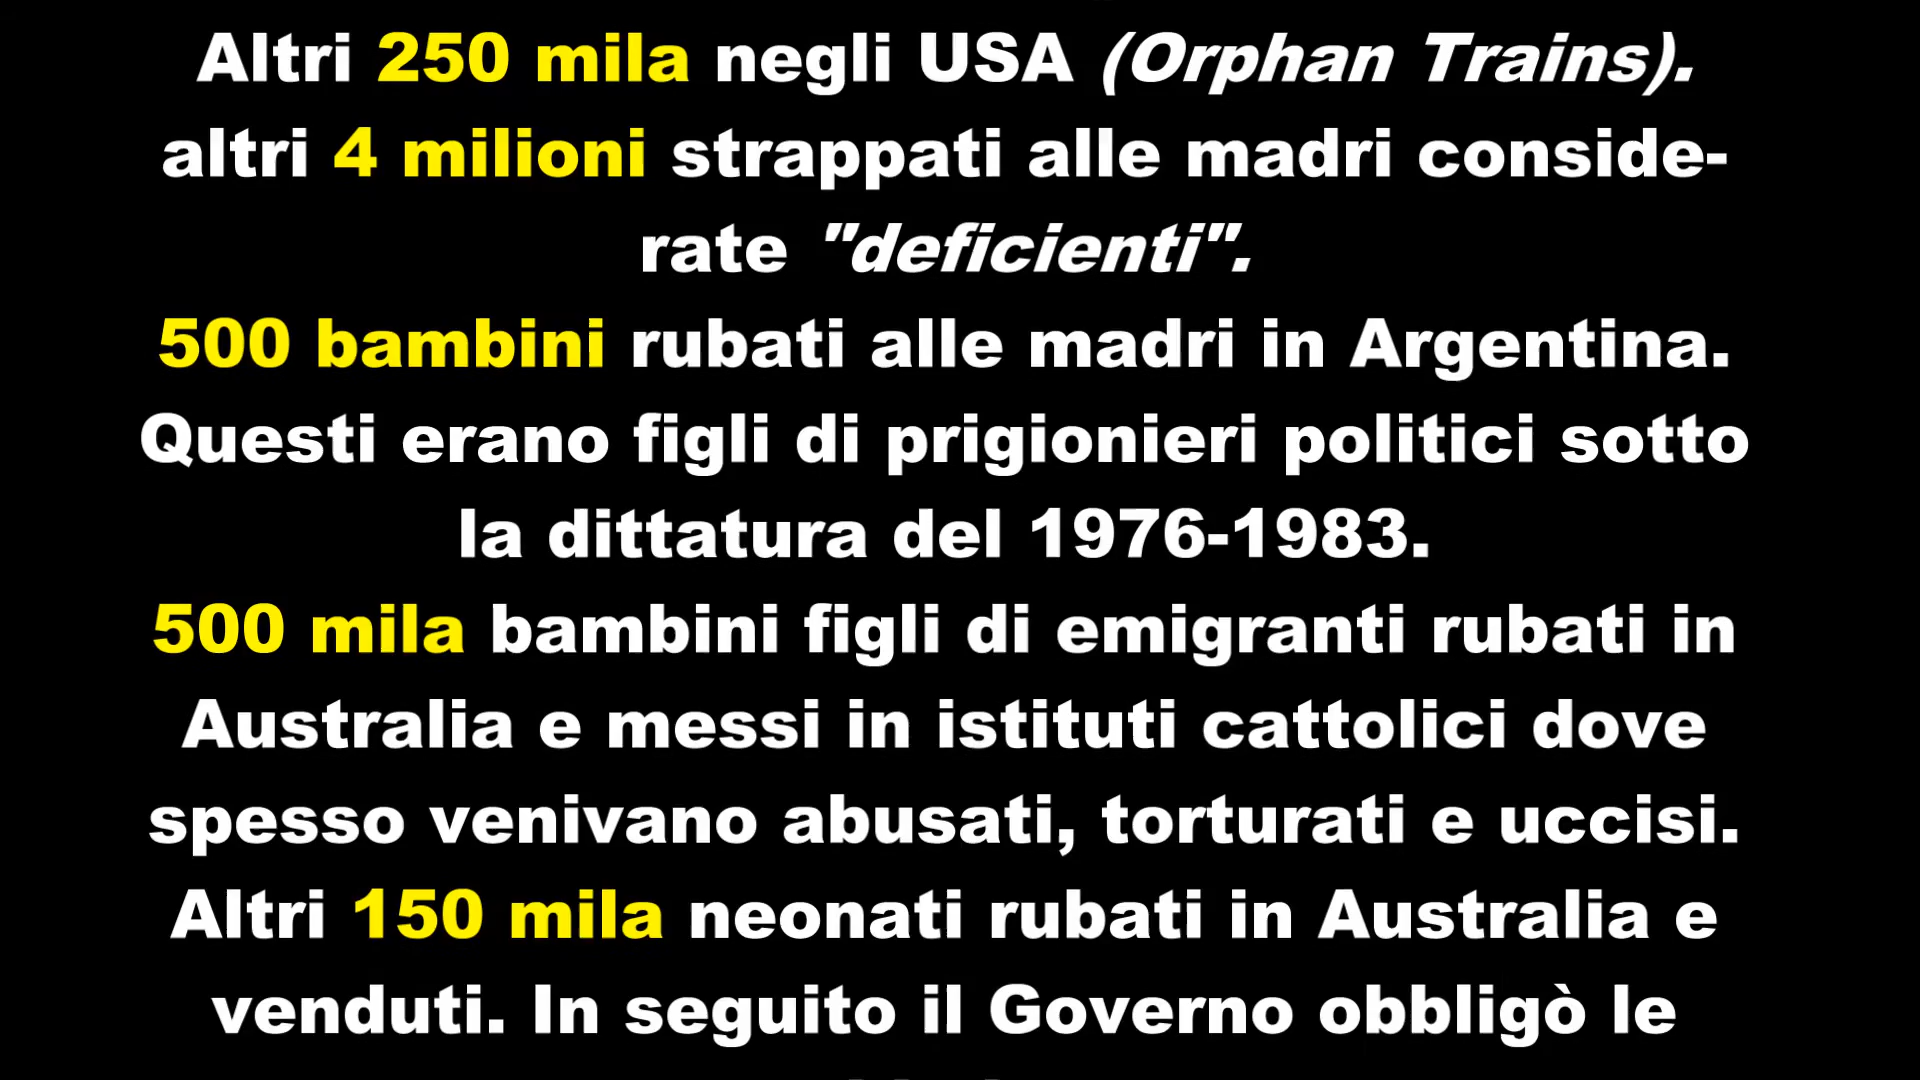 Altri 250 mila negli USA (Orphan Trains).
altri 4 milioni strappati alle madri conside-
rate "deficienti".
500 bambini rubati alle madri in Argentina.
Questi erano figli di prigionieri politici sotto
la dittatura del 1976-1983.
500 mila bambini figli di emigranti rubati in
Australia e messi in istituti cattolici dove
spesso venivano abusati, torturati e uccisi.
Altri 150 mila neonati rubati in Australia e
venduti. In seguito il Governo obbligò le